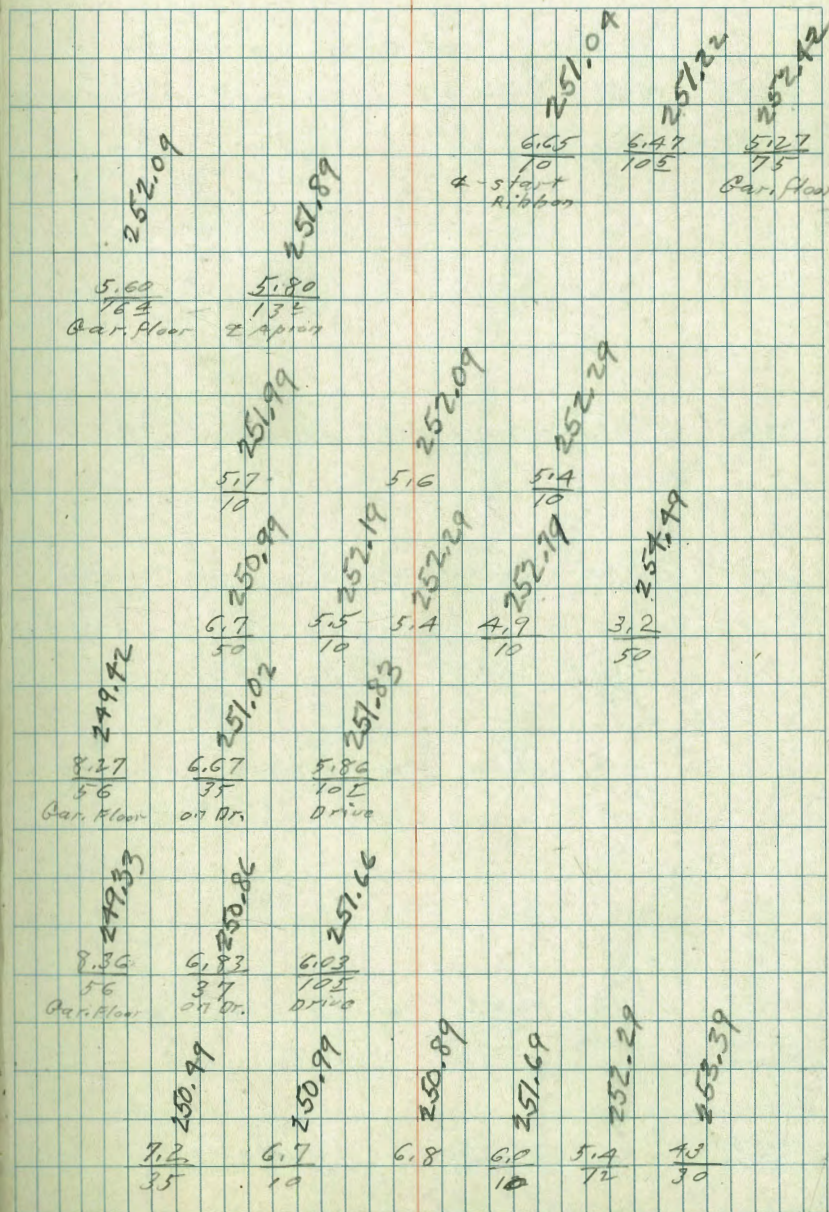 251.04 251.22 252.42
6.65 6.47 5.27
10 10⁵ 75
℄-start Gar. floor
Ribbon
252.09 251.89
5.60 5.80
76⁴ 13²
Gar. floor ℄ Apron
251.99 252.09 252.29
5.7 5.6 5.4
10 10
250.99 252.19 252.29 252.79 254.49
6.7 5.5 5.4 4.9 3.2
50 10 10 50
249.42 251.02 251.83
8.27 6.67 5.86
56 35 10⁵
Gar. Floor on Dr. Drive
249.33 250.86 251.66
8.36 6.83 6.03
56 37 10⁵
Gar. Floor on Dr. Drive
250.49 250.99 250.89 251.69 252.29 253.39
7.2 6.7 6.8 6.0 5.4 4.3
35 10 10 12 30